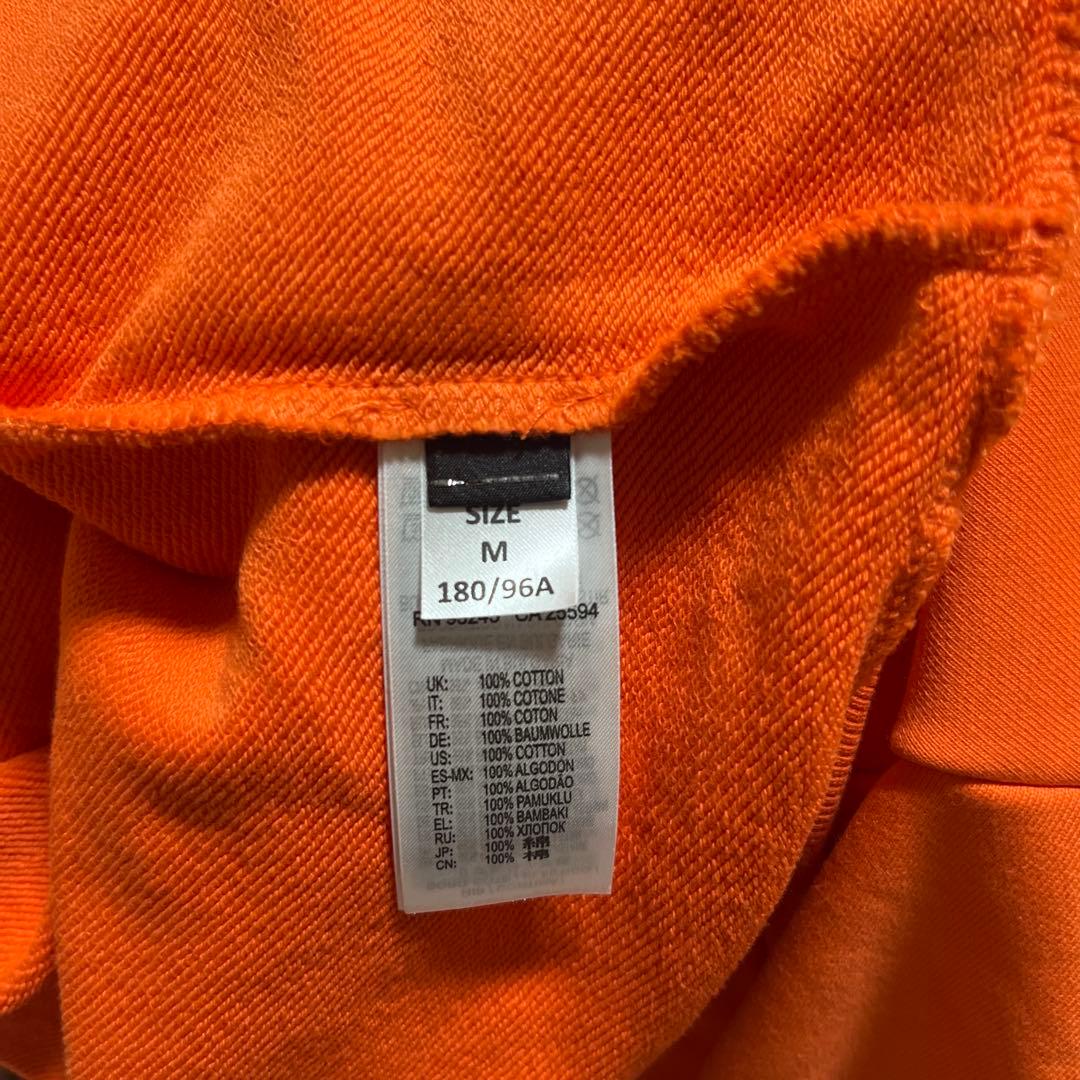 SIZE
M
180/96A
CA 25594
UK: 100% COTTON
IT: 100% COTONE
FR: 100% COTON
DE: 100% BAUMWOLLE
US: 100% COTTON
ES-MX: 100% ALGODON
PT: 100% ALGODÃO
TR: 100% PAMUKLU
EL: 100% BAMBAKI
RU: 100% ХЛОПОК
JP: 100% 綿
CN: 100% 棉